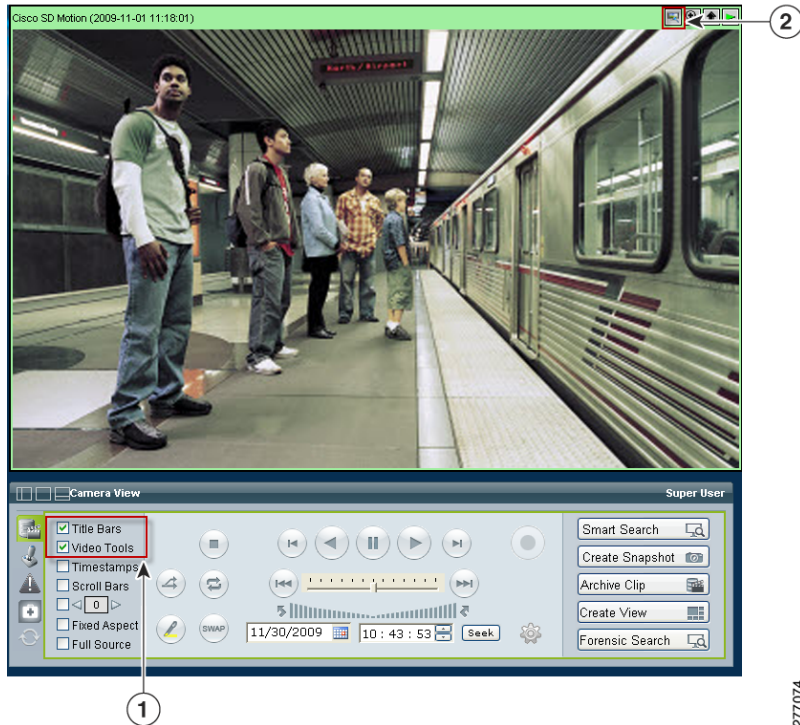 Cisco SD Motion (2009-11-01 11:18:01)
2
Camera View
Super User
Title Bars
Video Tools
Timestamps
Scroll Bars
0
Fixed Aspect
Full Source
SWAP
11/30/2009
10 : 43 : 53
Seek
Smart Search
Create Snapshot
Archive Clip
Create View
Forensic Search
1
277074